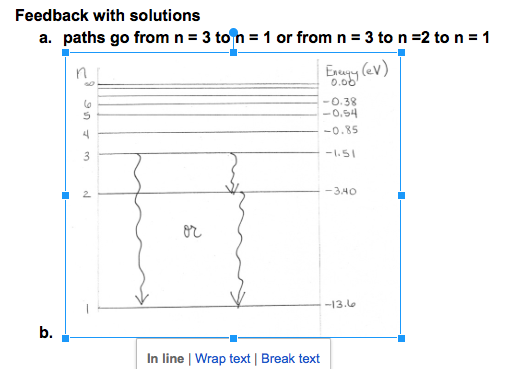 Feedback with solutions
a. paths go from n = 3 to n = 1 or from n = 3 to n =2 to n = 1
n Energy (eV)
∞ 0.00
6 -0.38
5 -0.54
4 -0.85
3 -1.51
2 -3.40
or
1 -13.6
b.
In line | Wrap text | Break text